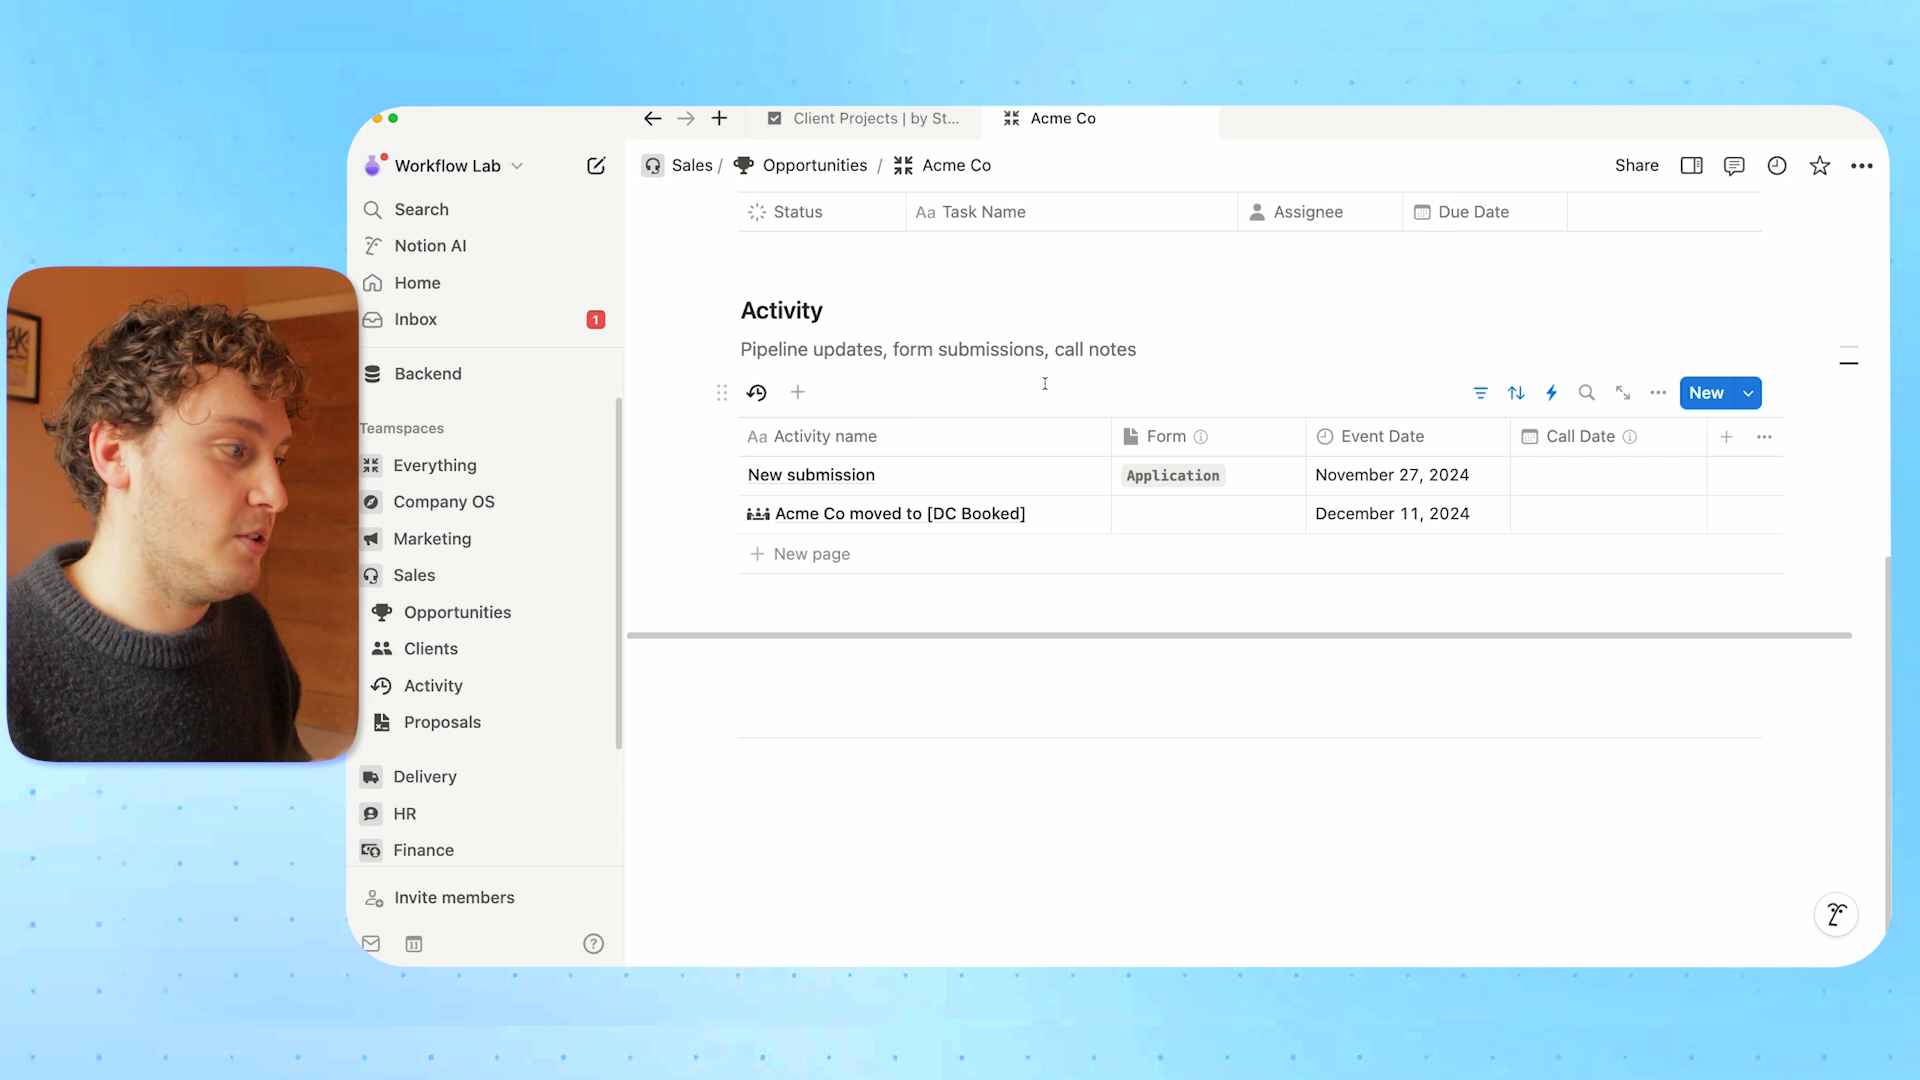 Client Projects | by St...
Acme Co
Workflow Lab
Sales / Opportunities / Acme Co
Share
Search
Notion AI
Home
Inbox
1
Backend
Teamspaces
Everything
Company OS
Marketing
Sales
Opportunities
Clients
Activity
Proposals
Delivery
HR
Finance
Invite members
11
Status
Aa Task Name
Assignee
Due Date
Activity
Pipeline updates, form submissions, call notes
New
Aa Activity name
Form
Event Date
Call Date
New submission
Application
November 27, 2024
Acme Co moved to [DC Booked]
December 11, 2024
New page